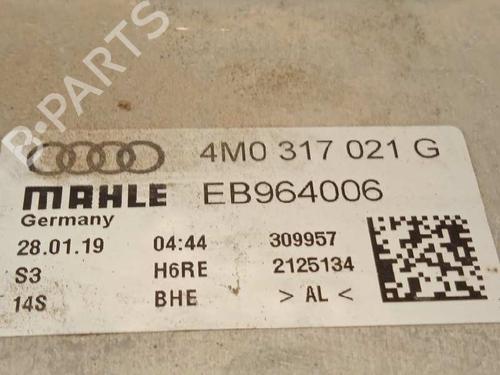 B-PARTS
4M0 317 021 G
MAHLE EB964006
Germany
28.01.19 04:44 309957
S3 H6RE 2125134
14S BHE >AL<